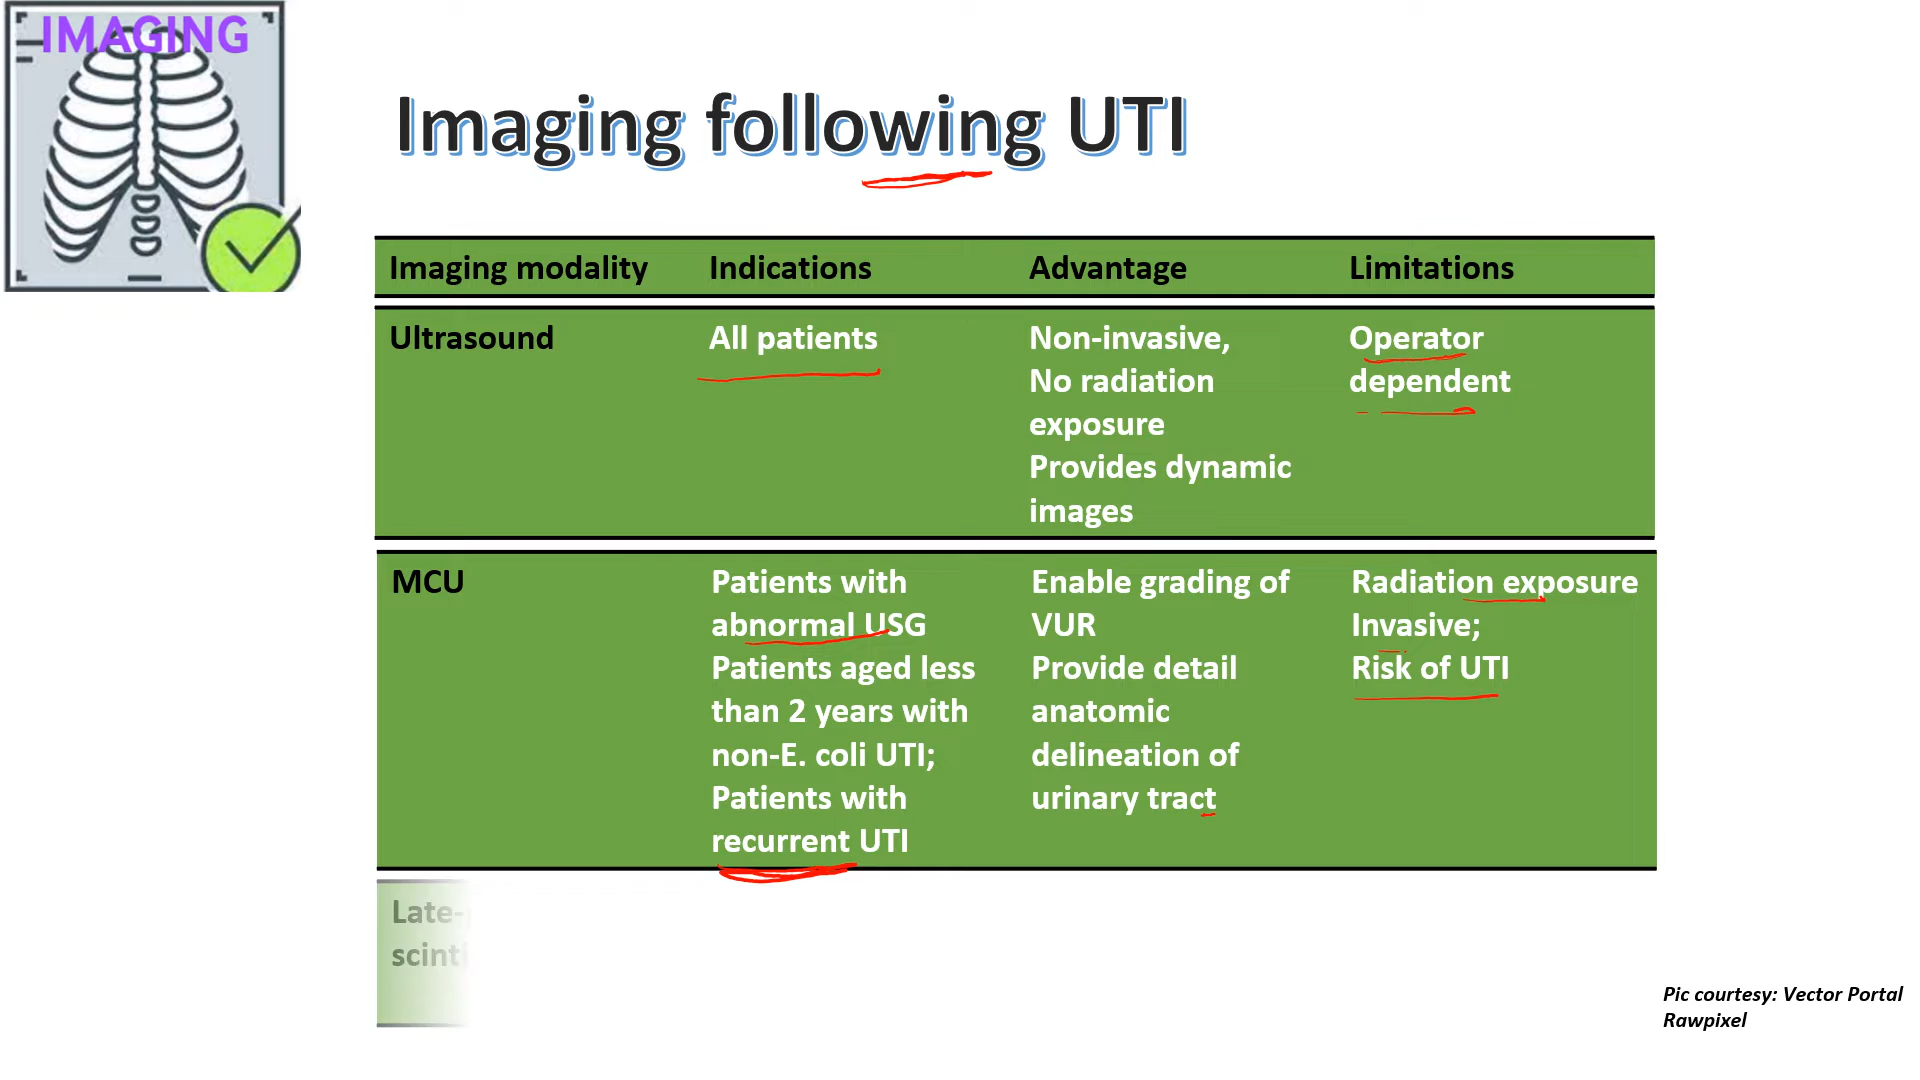 IMAGING
Imaging following UTI
Imaging modality Indications Advantage Limitations
Ultrasound
All patients
Non-invasive,
No radiation
exposure
Provides dynamic
images
Operator
dependent
MCU
Patients with
abnormal USG
Patients aged less
than 2 years with
non-E. coli UTI;
Patients with
recurrent UTI
Enable grading of
VUR
Provide detail
anatomic
delineation of
urinary tract
Radiation exposure
Invasive;
Risk of UTI
Late-
scinti
Pic courtesy: Vector Portal
Rawpixel